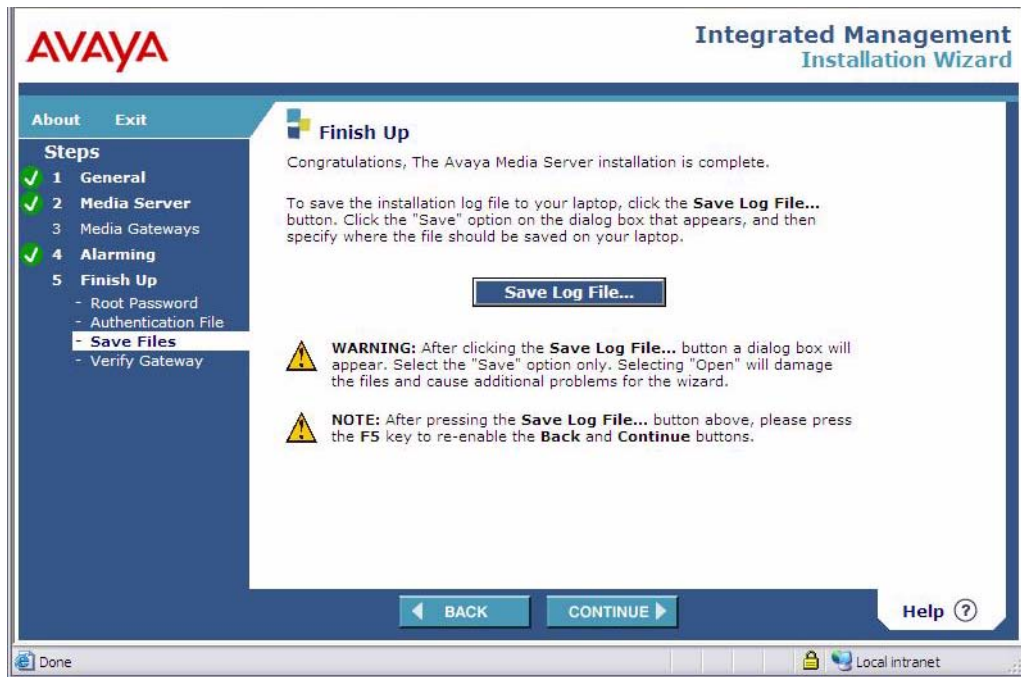 AVAYA
Integrated Management
Installation Wizard
About Exit
Steps
1 General
2 Media Server
3 Media Gateways
4 Alarming
5 Finish Up
- Root Password
- Authentication File
- Save Files
- Verify Gateway
Finish Up
Congratulations, The Avaya Media Server installation is complete.
To save the installation log file to your laptop, click the Save Log File...
button. Click the "Save" option on the dialog box that appears, and then
specify where the file should be saved on your laptop.
Save Log File...
WARNING: After clicking the Save Log File... button a dialog box will
appear. Select the "Save" option only. Selecting "Open" will damage
the files and cause additional problems for the wizard.
NOTE: After pressing the Save Log File... button above, please press
the F5 key to re-enable the Back and Continue buttons.
BACK
CONTINUE
Help ?
Done
Local intranet